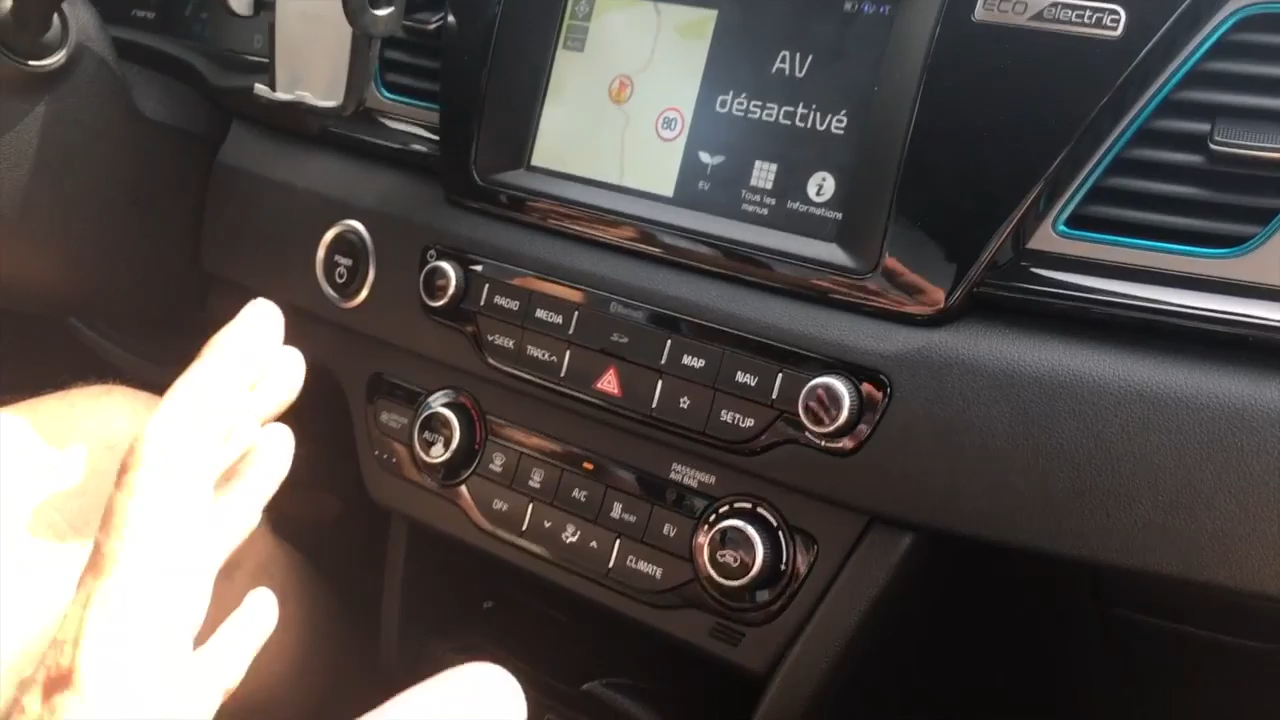 ECO electric
AV
désactivé
80
EV
Tous les
menus
Informations
POWER
RADIO
MEDIA
SEEK
TRACK
MAP
NAV
SETUP
AUTO
A/C
HEAT
EV
OFF
CLIMATE
PASSENGER
AIR BAG